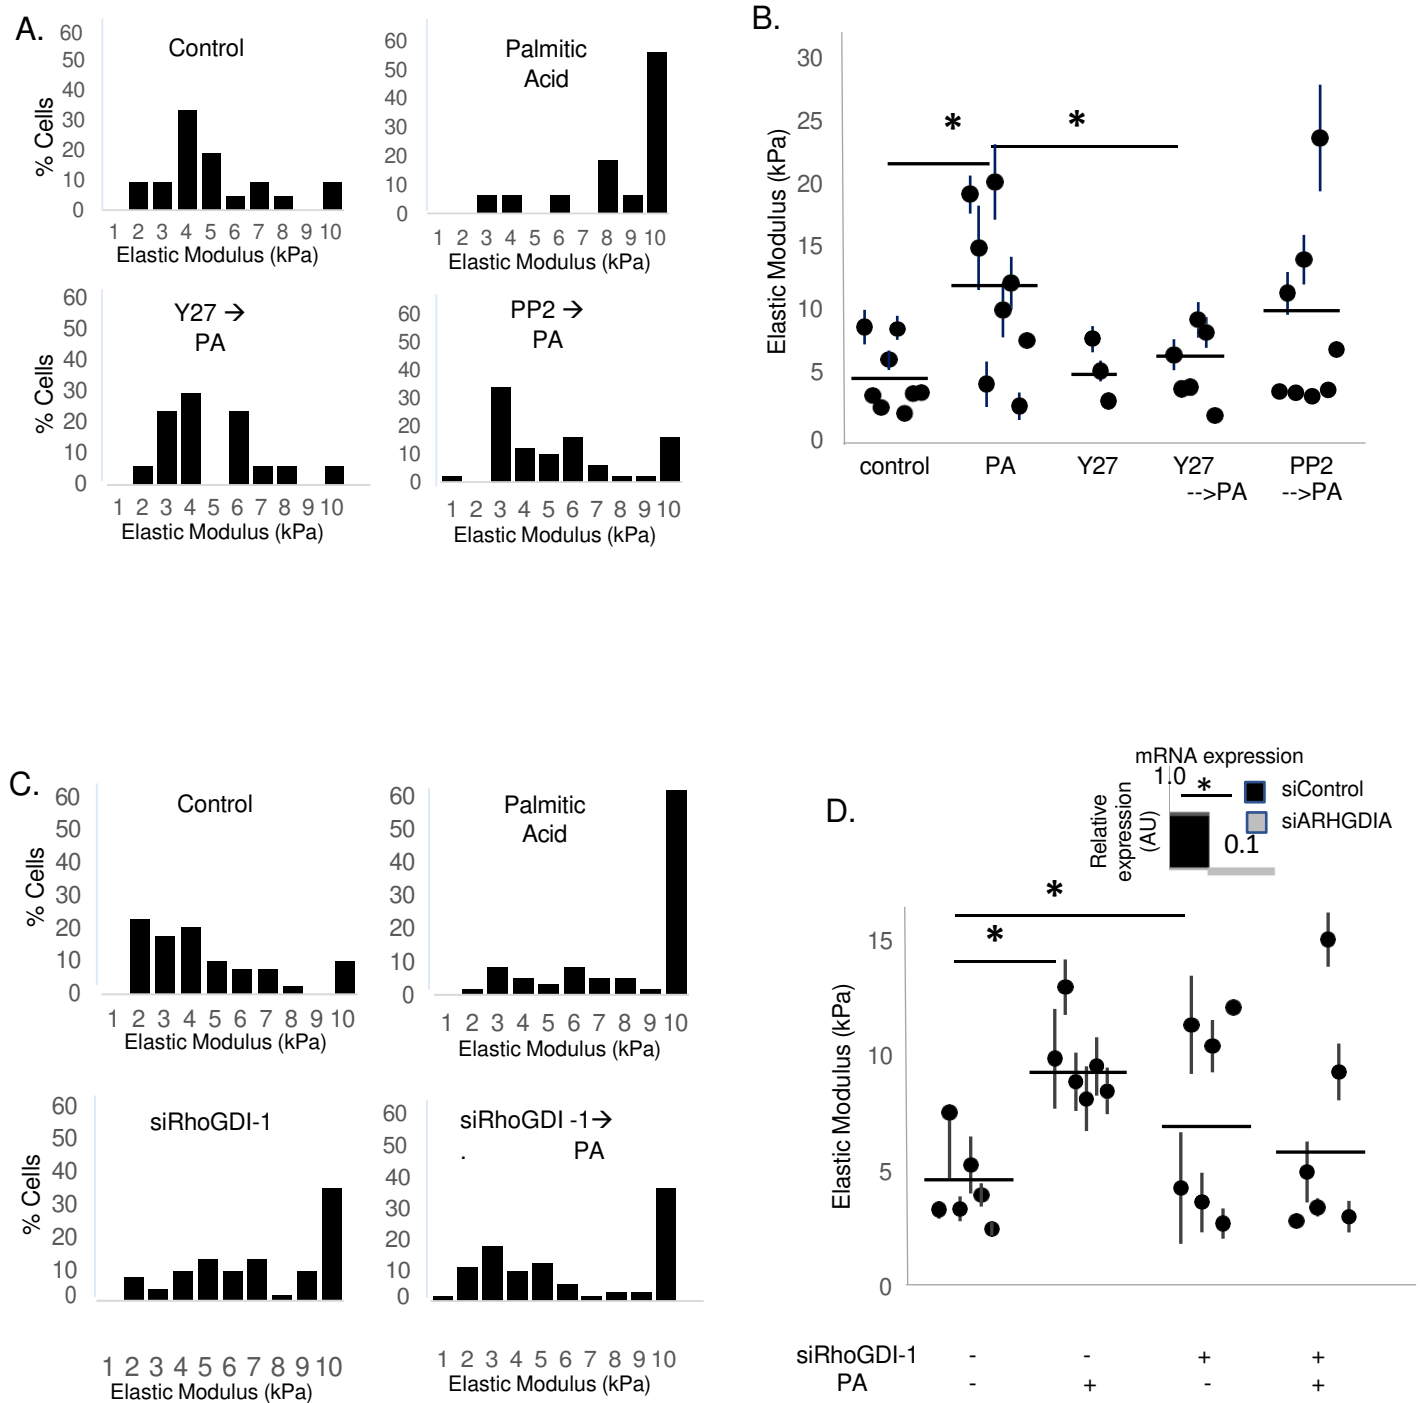 A.
Control
% Cells
60
50
40
30
20
10
0
1 2 3 4 5 6 7 8 9 10
Elastic Modulus (kPa)
Palmitic
Acid
60
50
40
30
20
10
0
1 2 3 4 5 6 7 8 9 10
Elastic Modulus (kPa)
Y27 →
PA
% Cells
60
50
40
30
20
10
0
1 2 3 4 5 6 7 8 9 10
Elastic Modulus (kPa)
PP2 →
PA
60
50
40
30
20
10
0
1 2 3 4 5 6 7 8 9 10
Elastic Modulus (kPa)
B.
Elastic Modulus (kPa)
30
25
20
15
10
5
0
*
*
control PA Y27 Y27 PP2
-->PA -->PA
C.
Control
% Cells
60
50
40
30
20
10
0
1 2 3 4 5 6 7 8 9 10
Elastic Modulus (kPa)
Palmitic
Acid
60
50
40
30
20
10
0
1 2 3 4 5 6 7 8 9 10
Elastic Modulus (kPa)
siRhoGDI-1
% Cells
60
50
40
30
20
10
0
1 2 3 4 5 6 7 8 9 10
Elastic Modulus (kPa)
siRhoGDI -1→
. PA
60
50
40
30
20
10
0
1 2 3 4 5 6 7 8 9 10
Elastic Modulus (kPa)
D.
mRNA expression
Relative
expression
(AU)
1.0
*
0.1
siControl
siARHGDIA
*
*
Elastic Modulus (kPa)
15
10
5
0
siRhoGDI-1 - - + +
PA - + - +